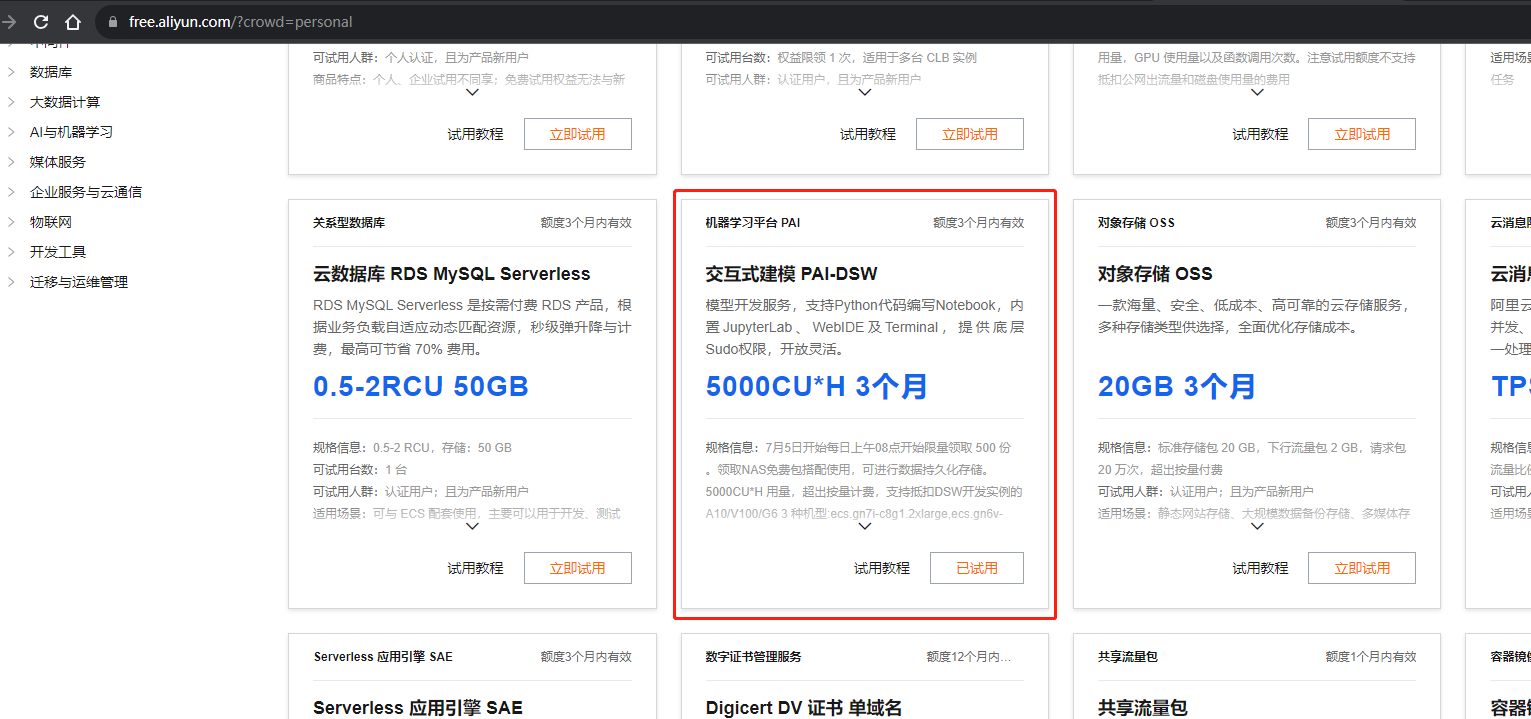 free.aliyun.com/?crowd=personal
数据库
大数据计算
AI与机器学习
媒体服务
企业服务与云通信
物联网
开发工具
迁移与运维管理
可试用人群：个人认证，且为产品新用户
商品特点：个人、企业试用不同享；免费试用权益无法与新
试用教程
立即试用
可试用台数：权益限领 1 次，适用于多台 CLB 实例
可试用人群：认证用户，且为产品新用户
试用教程
立即试用
用量，GPU 使用量以及函数调用次数。注意试用额度不支持
抵扣公网出流量和磁盘使用量的费用
试用教程
立即试用
适用场景
任务
关系型数据库
额度3个月内有效
云数据库 RDS MySQL Serverless
RDS MySQL Serverless 是按需付费 RDS 产品，根
据业务负载自适应动态匹配资源，秒级弹升降与计
费，最高可节省 70% 费用。
0.5-2RCU 50GB
规格信息：0.5-2 RCU，存储：50 GB
可试用台数：1 台
可试用人群：认证用户；且为产品新用户
适用场景：可与 ECS 配套使用，主要可以用于开发、测试
试用教程
立即试用
机器学习平台 PAI
额度3个月内有效
交互式建模 PAI-DSW
模型开发服务，支持Python代码编写Notebook，内
置JupyterLab、WebIDE及Terminal，提供底层
Sudo权限，开放灵活。
5000CU*H 3个月
规格信息：7月5日开始每日上午08点开始限量领取 500 份
。领取NAS免费包搭配使用，可进行数据持久化存储。
5000CU*H 用量，超出按量计费，支持抵扣DSW开发实例的
A10/V100/G6 3 种机型:ecs.gn7i-c8g1.2xlarge,ecs.gn6v-
试用教程
已试用
对象存储 OSS
额度3个月内有效
对象存储 OSS
一款海量、安全、低成本、高可靠的云存储服务，
多种存储类型供选择，全面优化存储成本。
20GB 3个月
规格信息：标准存储包 20 GB，下行流量包 2 GB，请求包
20 万次，超出按量付费
可试用人群：认证用户；且为产品新用户
适用场景：静态网站存储、大规模数据备份存储、多媒体存
试用教程
立即试用
云消息
云消息
阿里云
并发、
一处理
TPS
规格信息
流量比
可试用人
适用场景
Serverless 应用引擎 SAE
额度3个月内有效
Serverless 应用引擎 SAE
数字证书管理服务
额度12个月内...
Digicert DV 证书 单域名
共享流量包
额度1个月内有效
共享流量包
容器镜像
容器镜